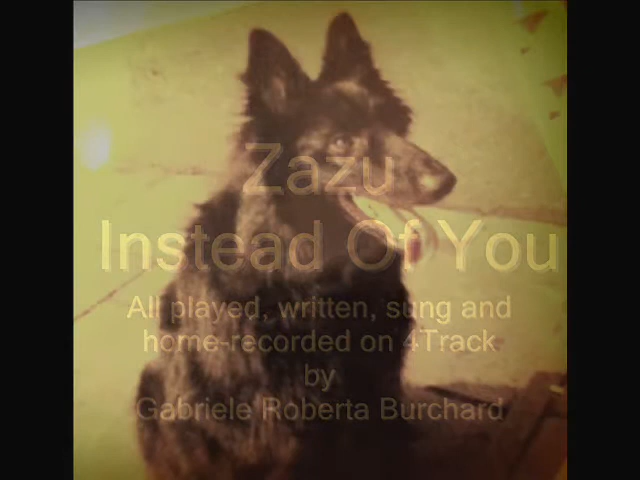 Zazu
Instead Of You
All played, written, sung and
home-recorded on 4Track
by
Gabriele Roberta Burchard